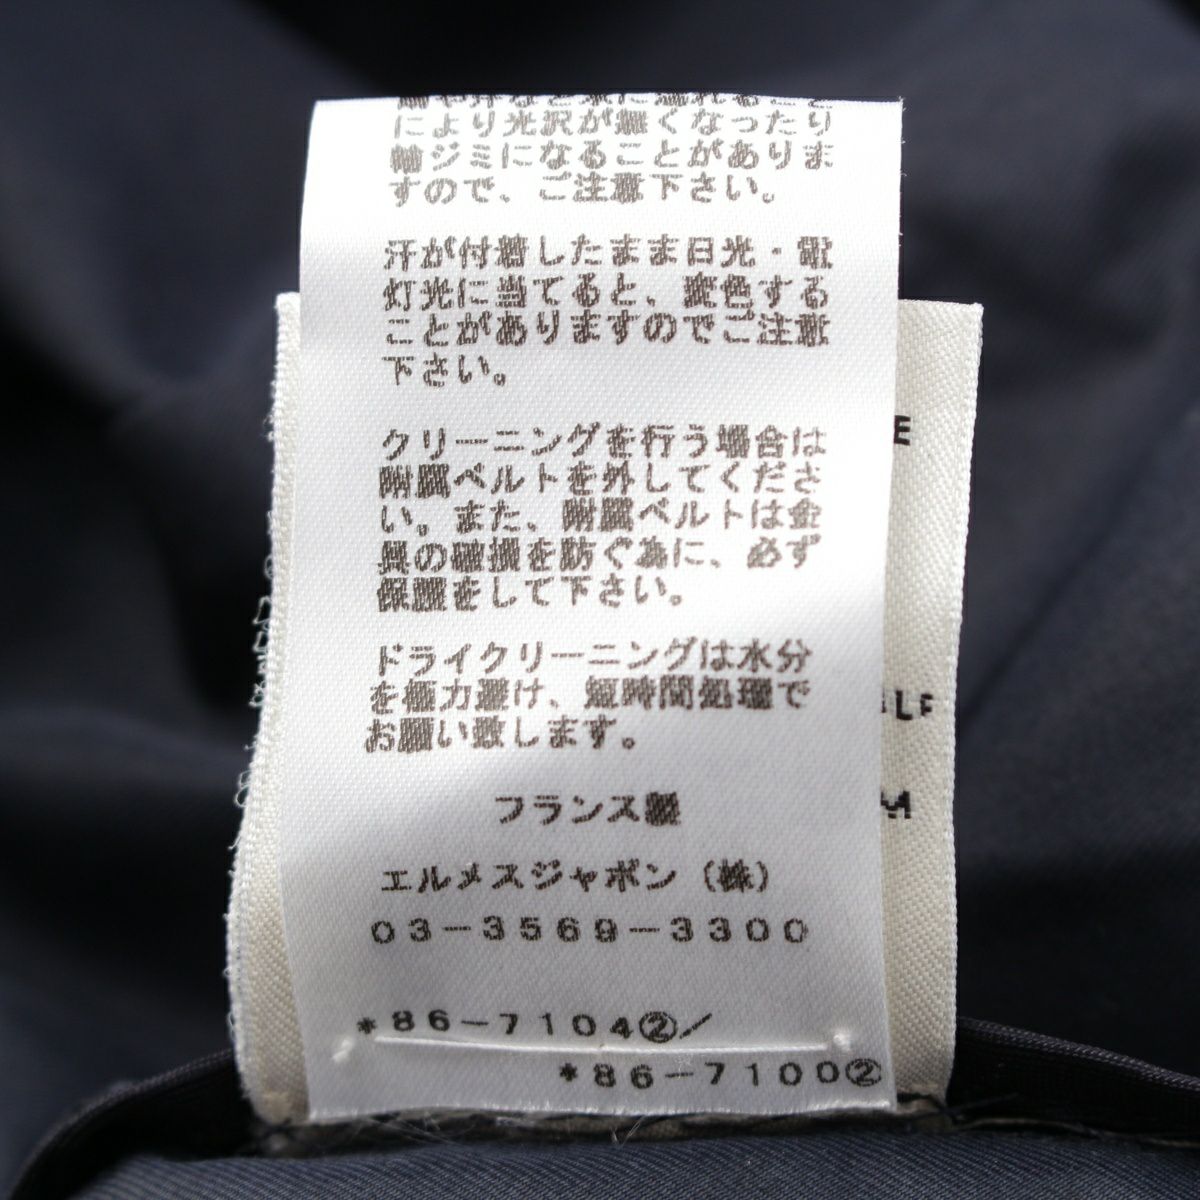 により光沢が無くなったり
輪ジミになることがありま
すので、ご注意下さい。
汗が付着したまま日光・電
灯光に当てると、変色する
ことがありますのでご注意
下さい。
クリーニングを行う場合は
附属ベルトを外してくださ
い。また、附属ベルトは金
具の破損を防ぐ為に、必ず
保護をして下さい。
ドライクリーニングは水分
を極力避け、短時間処理で
お願い致します。
フランス製
エルメスジャポン（株）
03-3569-3300
*86-7104②／
*86-7100②
E
LF
M